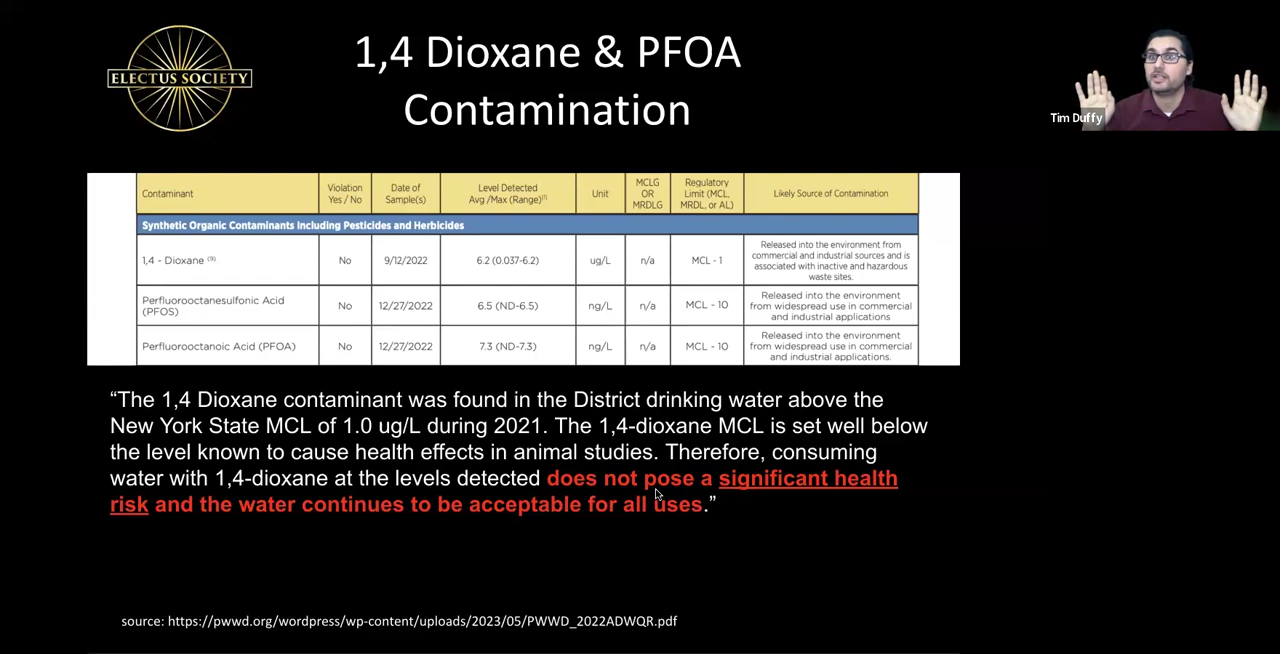 ELECTUS SOCIETY
1,4 Dioxane & PFOA
Contamination
Tim Duffy
Contaminant
Violation
Yes / No
Date of
Sample(s)
Level Detected
Avg /Max (Range)(1)
Unit
MCLG
OR
MRDLG
Regulatory
Limit (MCL,
MRDL, or AL)
Likely Source of Contamination
Synthetic Organic Contaminants Including Pesticides and Herbicides
1,4 - Dioxane (9)
No
9/12/2022
6.2 (0.037-6.2)
ug/L
n/a
MCL - 1
Released into the environment from
commercial and industrial sources and is
associated with inactive and hazardous
waste sites.
Perfluorooctanesulfonic Acid
(PFOS)
No
12/27/2022
6.5 (ND-6.5)
ng/L
n/a
MCL - 10
Released into the environment
from widespread use in commercial
and industrial applications
Perfluorooctanoic Acid (PFOA)
No
12/27/2022
7.3 (ND-7.3)
ng/L
n/a
MCL - 10
Released into the environment
from widespread use in commercial
and industrial applications.
“The 1,4 Dioxane contaminant was found in the District drinking water above the
New York State MCL of 1.0 ug/L during 2021. The 1,4-dioxane MCL is set well below
the level known to cause health effects in animal studies. Therefore, consuming
water with 1,4-dioxane at the levels detected does not pose a significant health
risk and the water continues to be acceptable for all uses.”
source: https://pwwd.org/wordpress/wp-content/uploads/2023/05/PWWD_2022ADWQR.pdf